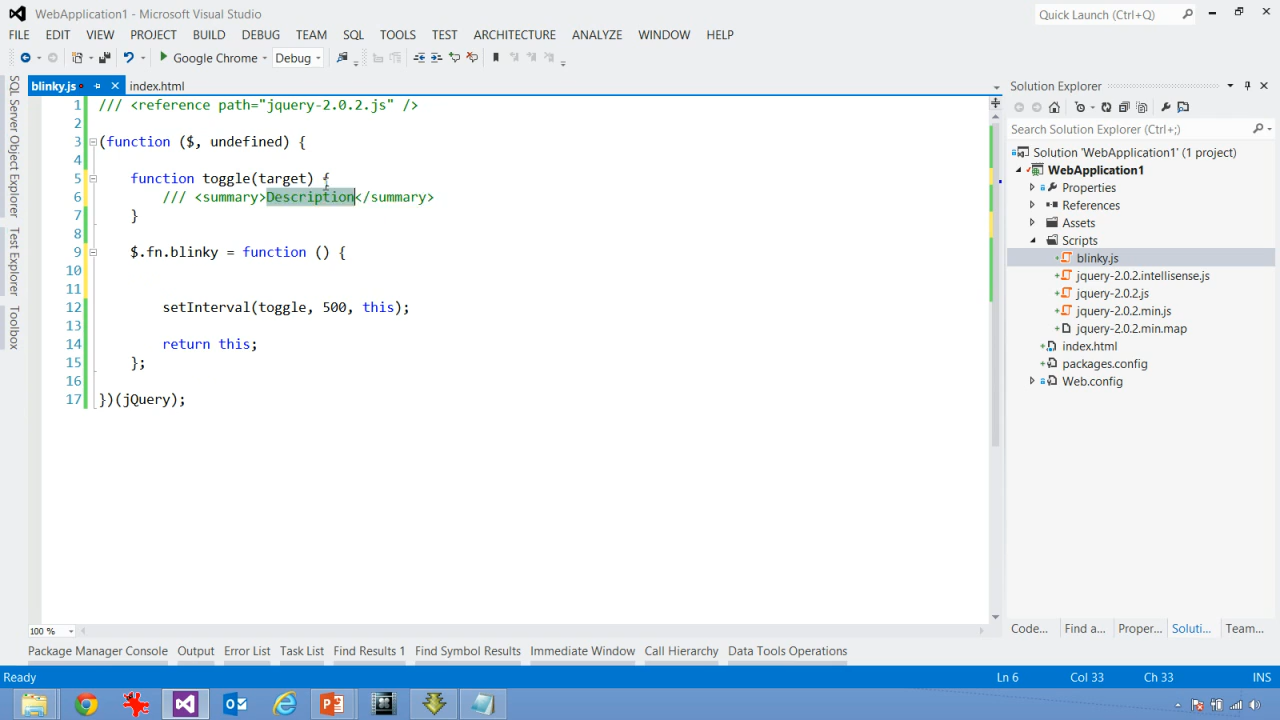 WebApplication1 - Microsoft Visual Studio
Quick Launch (Ctrl+Q)
FILE EDIT VIEW PROJECT BUILD DEBUG TEAM SQL TOOLS TEST ARCHITECTURE ANALYZE WINDOW HELP
Google Chrome Debug
SQL Server Object Explorer
Test Explorer
Toolbox
blinky.js index.html
1 /// <reference path="jquery-2.0.2.js" />
2
3 (function ($, undefined) {
4
5 function toggle(target) {
6 /// <summary>Description</summary>
7 }
8
9 $.fn.blinky = function () {
10
11
12 setInterval(toggle, 500, this);
13
14 return this;
15 };
16
17 })(jQuery);
100 %
Solution Explorer
Search Solution Explorer (Ctrl+;)
Solution 'WebApplication1' (1 project)
WebApplication1
Properties
References
Assets
Scripts
blinky.js
jquery-2.0.2.intellisense.js
jquery-2.0.2.js
jquery-2.0.2.min.js
jquery-2.0.2.min.map
index.html
packages.config
Web.config
Code... Find a... Proper... Soluti... Team...
Package Manager Console Output Error List Task List Find Results 1 Find Symbol Results Immediate Window Call Hierarchy Data Tools Operations
Ready Ln 6 Col 33 Ch 33 INS